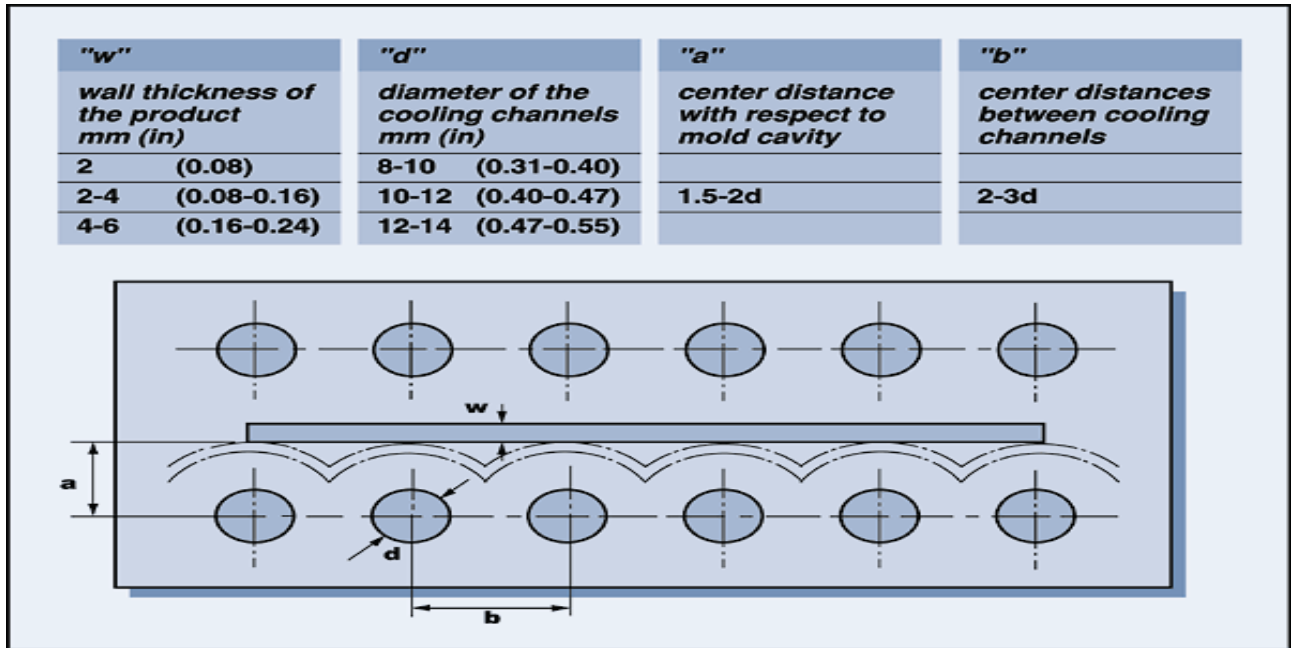 "w" "d" "a" "b"
wall thickness of diameter of the center distance center distances
the product cooling channels with respect to between cooling
mm (in) mm (in) mold cavity channels
2 (0.08) 8-10 (0.31-0.40)
2-4 (0.08-0.16) 10-12 (0.40-0.47) 1.5-2d 2-3d
4-6 (0.16-0.24) 12-14 (0.47-0.55)
w
a
d
b